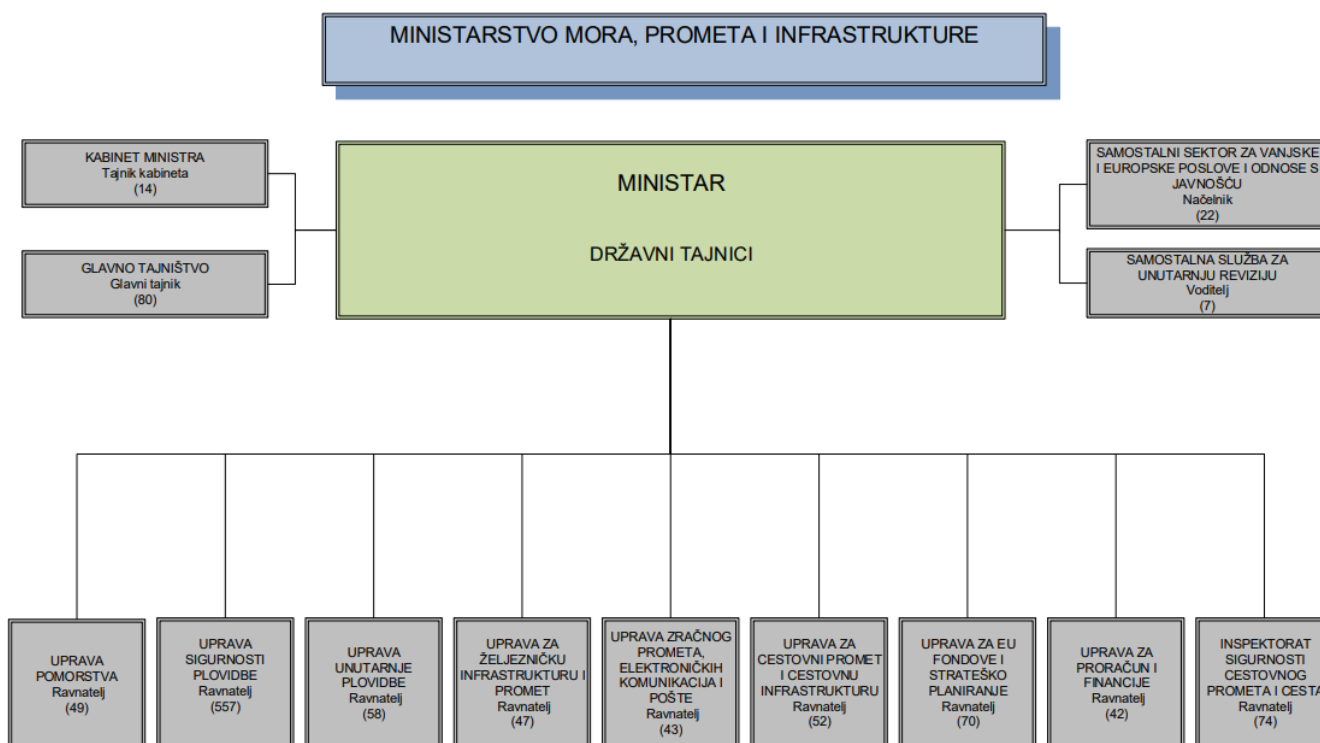 MINISTARSTVO MORA, PROMETA I INFRASTRUKTURE
KABINET MINISTRA
Tajnik kabineta
(14)
GLAVNO TAJNIŠTVO
Glavni tajnik
(80)
MINISTAR
DRŽAVNI TAJNICI
SAMOSTALNI SEKTOR ZA VANJSKE
I EUROPSKE POSLOVE I ODNOSE S
JAVNOŠĆU
Načelnik
(22)
SAMOSTALNA SLUŽBA ZA
UNUTARNJU REVIZIJU
Voditelj
(7)
UPRAVA
POMORSTVA
Ravnatelj
(49)
UPRAVA
SIGURNOSTI
PLOVIDBE
Ravnatelj
(557)
UPRAVA
UNUTARNJE
PLOVIDBE
Ravnatelj
(58)
UPRAVA ZA
ŽELJEZNIČKU
INFRASTRUKTURU I
PROMET
Ravnatelj
(47)
UPRAVA ZRAČNOG
PROMETA,
ELEKTRONIČKIH
KOMUNIKACIJA I
POŠTE
Ravnatelj
(43)
UPRAVA ZA
CESTOVNI PROMET
I CESTOVNU
INFRASTRUKTURU
Ravnatelj
(52)
UPRAVA ZA EU
FONDOVE I
STRATEŠKO
PLANIRANJE
Ravnatelj
(70)
UPRAVA ZA
PRORAČUN I
FINANCIJE
Ravnatelj
(42)
INSPEKTORAT
SIGURNOSTI
CESTOVNOG
PROMETA I CESTA
Ravnatelj
(74)